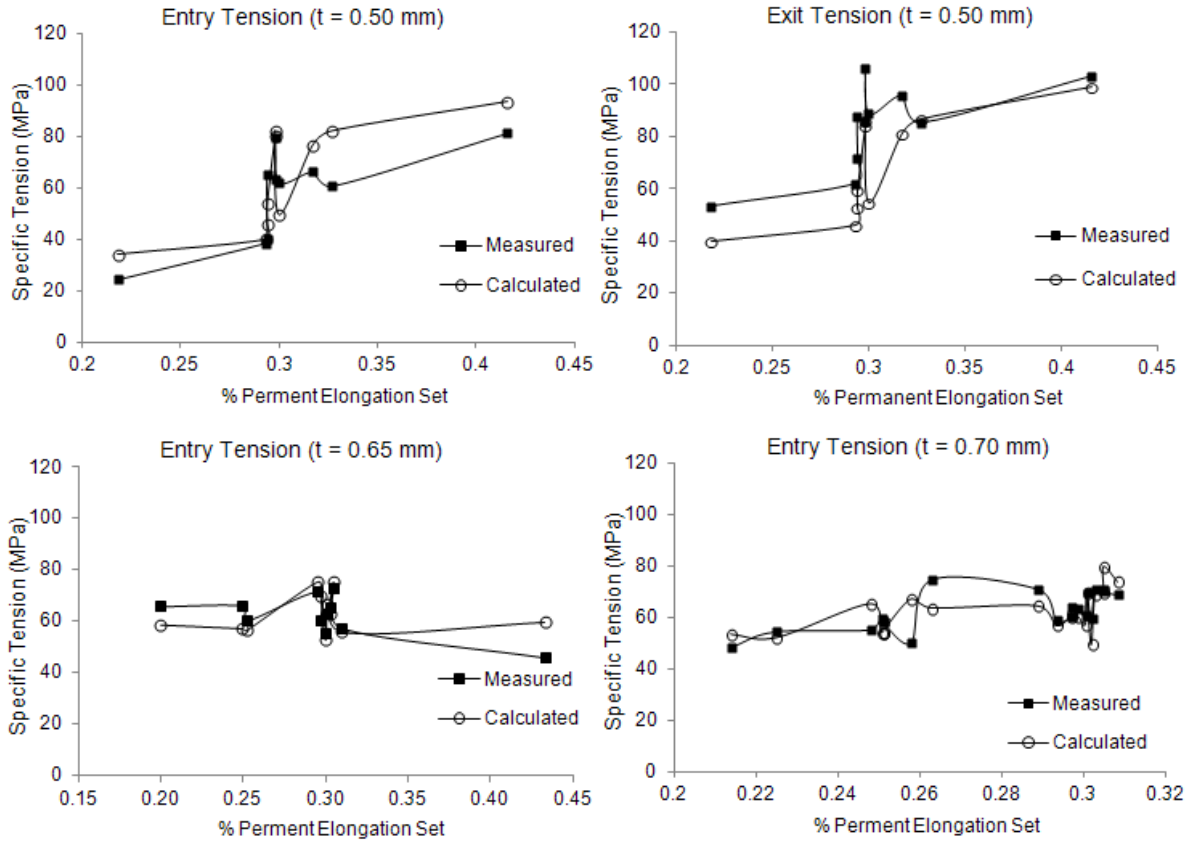 Entry Tension (t = 0.50 mm)
Specific Tension (MPa)
120
100
80
60
40
20
0
0.2 0.25 0.3 0.35 0.4 0.45
% Perment Elongation Set
Measured
Calculated
Exit Tension (t = 0.50 mm)
Specific Tension (MPa)
120
100
80
60
40
20
0
0.2 0.25 0.3 0.35 0.4 0.45
% Permanent Elongation Set
Measured
Calculated
Entry Tension (t = 0.65 mm)
Specific Tension (MPa)
120
100
80
60
40
20
0
0.15 0.20 0.25 0.30 0.35 0.40 0.45
% Perment Elongation Set
Measured
Calculated
Entry Tension (t = 0.70 mm)
Specific Tension (MPa)
120
100
80
60
40
20
0
0.2 0.22 0.24 0.26 0.28 0.3 0.32
% Perment Elongation Set
Measured
Calculated